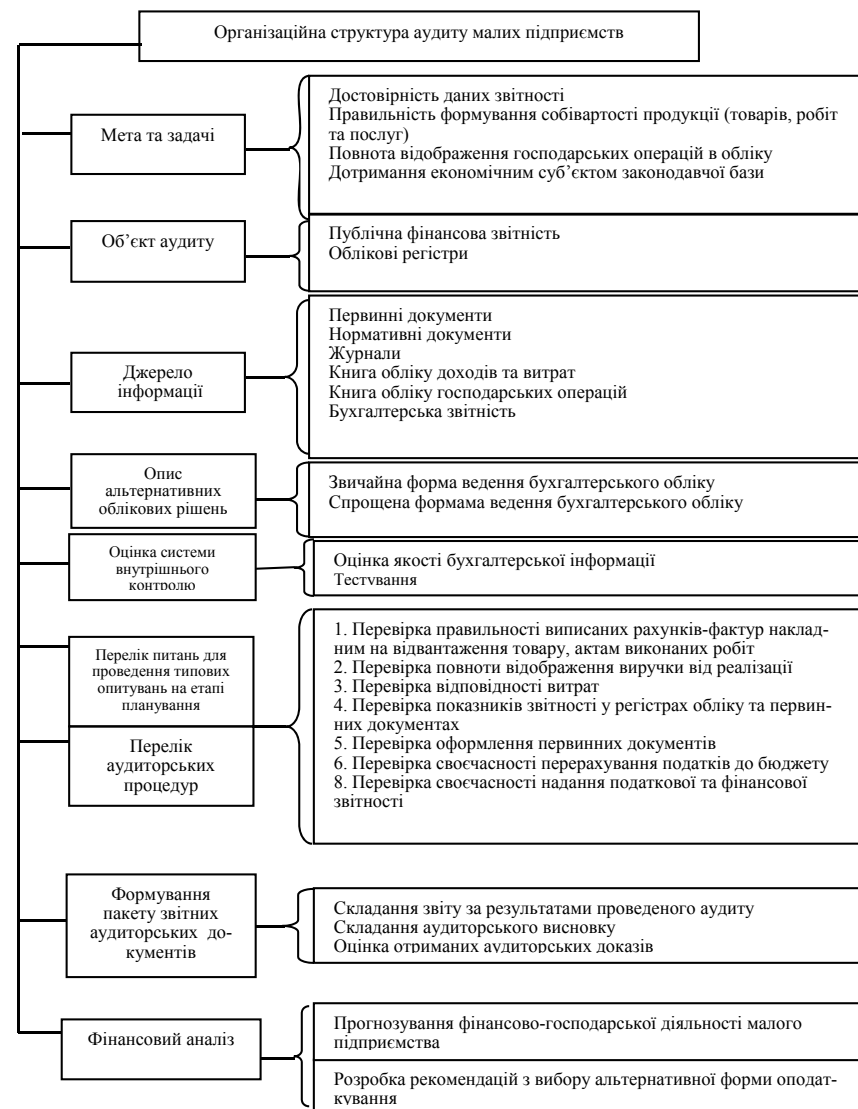 Організаційна структура аудиту малих підприємств
Мета та задачі
Достовірність даних звітності
Правильність формування собівартості продукції (товарів, робіт
та послуг)
Повнота відображення господарських операцій в обліку
Дотримання економічним суб’єктом законодавчої бази
Об’єкт аудиту
Публічна фінансова звітність
Облікові регістри
Джерело
інформації
Первинні документи
Нормативні документи
Журнали
Книга обліку доходів та витрат
Книга обліку господарських операцій
Бухгалтерська звітність
Опис
альтернативних
облікових рішень
Звичайна форма ведення бухгалтерського обліку
Спрощена формама ведення бухгалтерського обліку
Оцінка системи
внутрішнього
контролю
Оцінка якості бухгалтерської інформації
Тестування
Перелік питань для
проведення типових
опитувань на етапі
планування
Перелік
аудиторських
процедур
1. Перевірка правильності виписаних рахунків-фактур наклад-
ним на відвантаження товару, актам виконаних робіт
2. Перевірка повноти відображення виручки від реалізації
3. Перевірка відповідності витрат
4. Перевірка показників звітності у регістрах обліку та первин-
нних документах
5. Перевірка оформлення первинних документів
6. Перевірка своєчасності перерахування податків до бюджету
8. Перевірка своєчасності надання податкової та фінансової
звітності
Формування
пакету звітних
аудиторських до-
кументів
Складання звіту за результатами проведеного аудиту
Складання аудиторського висновку
Оцінка отриманих аудиторських доказів
Фінансовий аналіз
Прогнозування фінансово-господарської діяльності малого
підприємства
Розробка рекомендацій з вибору альтернативної форми оподат-
кування